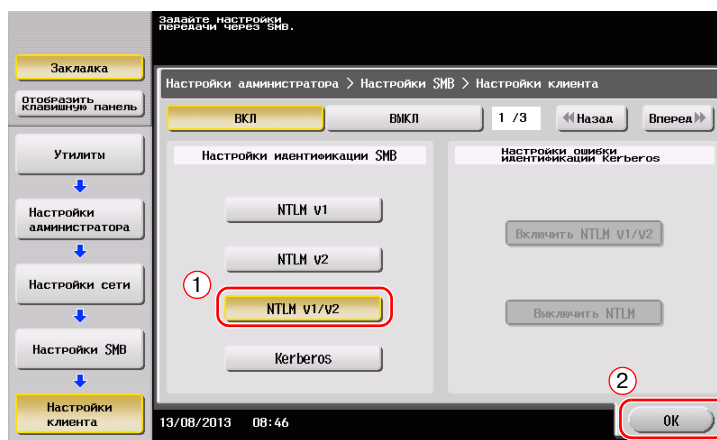 Задайте настройки
передачи через SMB.
Закладка
Отобразить
клавишную панель
Утилиты
Настройки
администратора
Настройки сети
Настройки SMB
Настройки
клиента
Настройки администратора > Настройки SMB > Настройки клиента
ВКЛ
ВЫКЛ
1 /3
Назад
Вперед
Настройки идентификации SMB
NTLM v1
NTLM v2
1
NTLM v1/v2
Kerberos
Настройки ошибки
идентификации Kerberos
Включить NTLM v1/v2
Выключить NTLM
2
OK
13/08/2013 08:46